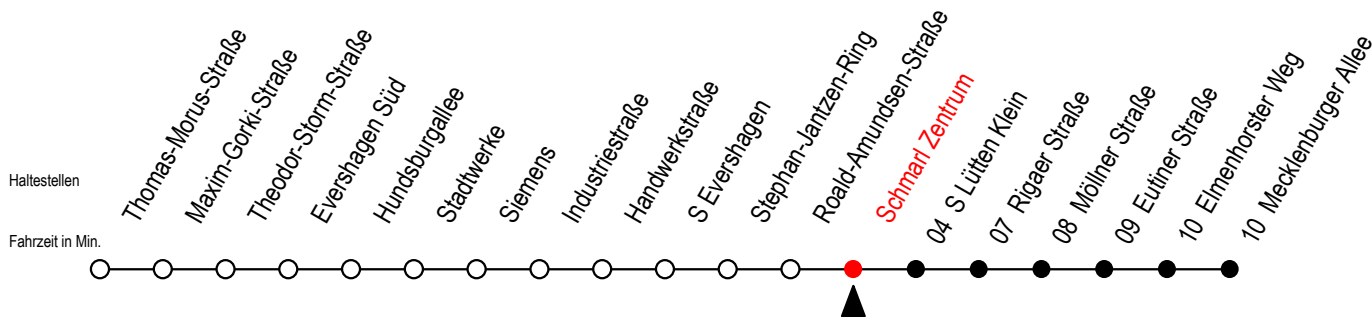 Haltestellen
Fahrzeit in Min.
Thomas-Morus-Straße
Maxim-Gorki-Straße
Theodor-Storm-Straße
Evershagen Süd
Hundsburgallee
Stadtwerke
Siemens
Industriestraße
Handwerkstraße
S Evershagen
Stephan-Jantzen-Ring
Roald-Amundsen-Straße
Schmarl Zentrum
04 S Lütten Klein
07 Rigaer Straße
08 Möllner Straße
09 Eutiner Straße
10 Elmenhorster Weg
10 Mecklenburger Allee